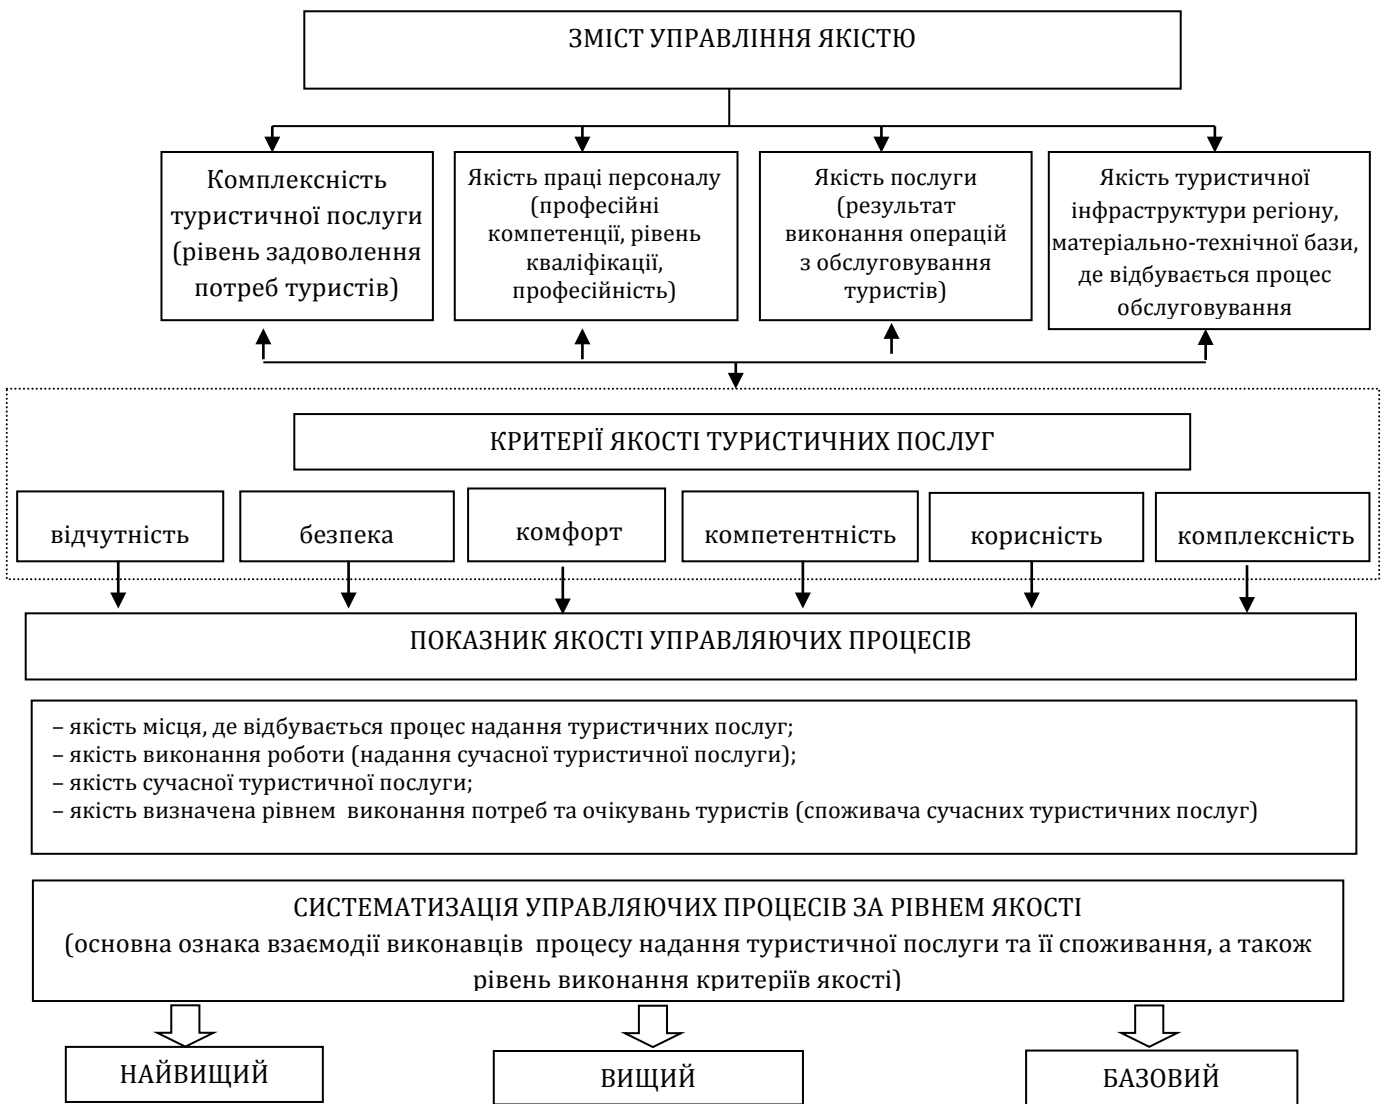 ЗМІСТ УПРАВЛІННЯ ЯКІСТЮ
Комплексність
туристичної послуги
(рівень задоволення
потреб туристів)
Якість праці персоналу
(професійні
компетенції, рівень
кваліфікації,
професійність)
Якість послуги
(результат
виконання операцій
з обслуговування
туристів)
Якість туристичної
інфраструктури регіону,
матеріально-технічної бази,
де відбувається процес
обслуговування
КРИТЕРІЇ ЯКОСТІ ТУРИСТИЧНИХ ПОСЛУГ
відчутність
безпека
комфорт
компетентність
корисність
комплексність
ПОКАЗНИК ЯКОСТІ УПРАВЛЯЮЧИХ ПРОЦЕСІВ
– якість місця, де відбувається процес надання туристичних послуг;
– якість виконання роботи (надання сучасної туристичної послуги);
– якість сучасної туристичної послуги;
– якість визначена рівнем виконання потреб та очікувань туристів (споживача сучасних туристичних послуг)
СИСТЕМАТИЗАЦІЯ УПРАВЛЯЮЧИХ ПРОЦЕСІВ ЗА РІВНЕМ ЯКОСТІ
(основна ознака взаємодії виконавців процесу надання туристичної послуги та її споживання, а також
рівень виконання критеріїв якості)
НАЙВИЩИЙ
ВИЩИЙ
БАЗОВИЙ